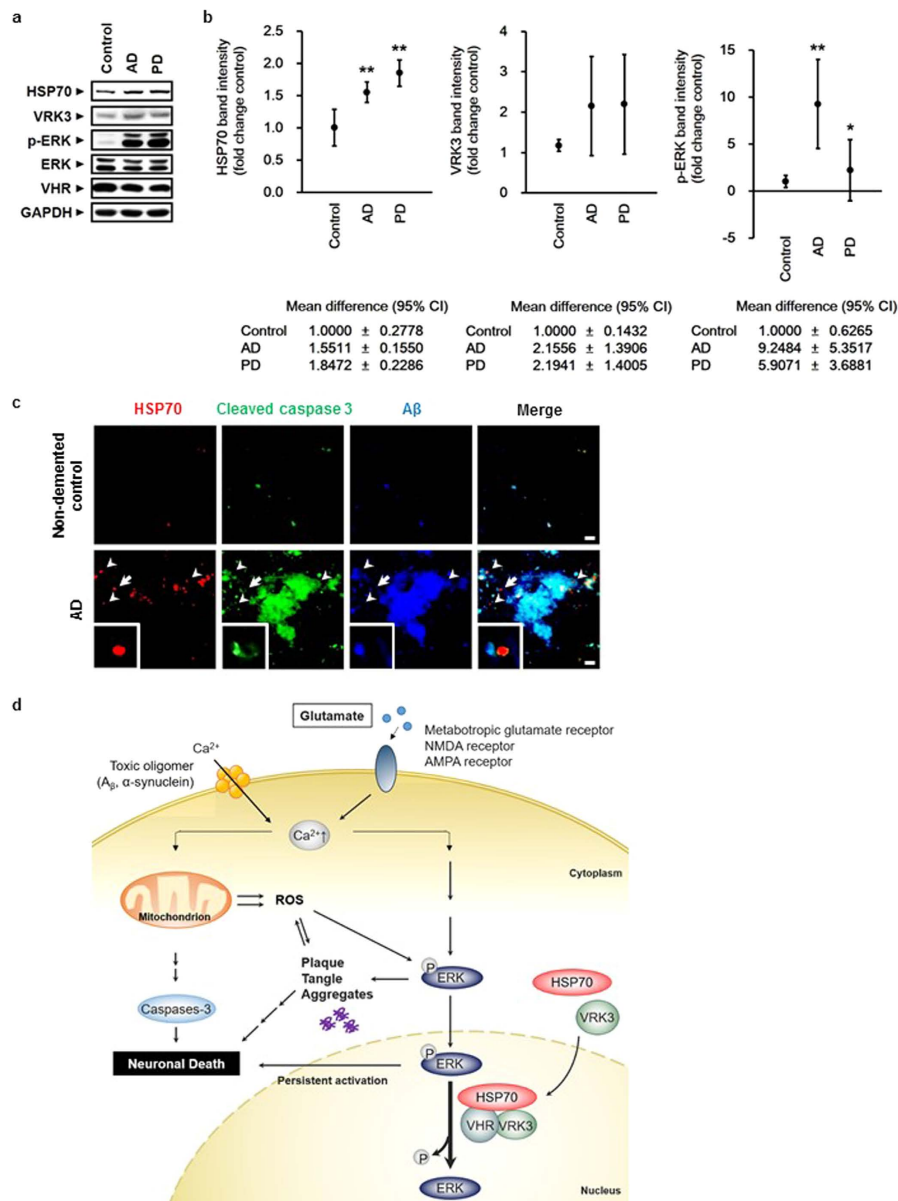 a
Control
AD
PD
HSP70
VRK3
p-ERK
ERK
VHR
GAPDH
b
HSP70 band intensity
(fold change control)
2.5
2.0
1.5
1.0
0.5
0.0
**
**
Control
AD
PD
VRK3 band intensity
(fold change control)
4
3
2
1
0
Control
AD
PD
p-ERK band intensity
(fold change control)
15
10
5
0
-5
**
*
Control
AD
PD
Mean difference (95% CI)
Control 1.0000 ± 0.2778
AD 1.5511 ± 0.1550
PD 1.8472 ± 0.2286
Mean difference (95% CI)
Control 1.0000 ± 0.1432
AD 2.1556 ± 1.3906
PD 2.1941 ± 1.4005
Mean difference (95% CI)
Control 1.0000 ± 0.6265
AD 9.2484 ± 5.3517
PD 5.9071 ± 3.6881
c
HSP70 Cleaved caspase 3 Aβ Merge
Non-demented
control
AD
d
Glutamate
Metabotropic glutamate receptor
NMDA receptor
AMPA receptor
Ca²⁺
Toxic oligomer
(Aᵦ, α-synuclein)
Ca²⁺↑
Cytoplasm
Mitochondrion
ROS
Plaque
Tangle
Aggregates
P
ERK
HSP70
VRK3
Caspases-3
Neuronal Death
P
ERK
Persistent activation
HSP70
VHR VRK3
P
ERK
Nucleus